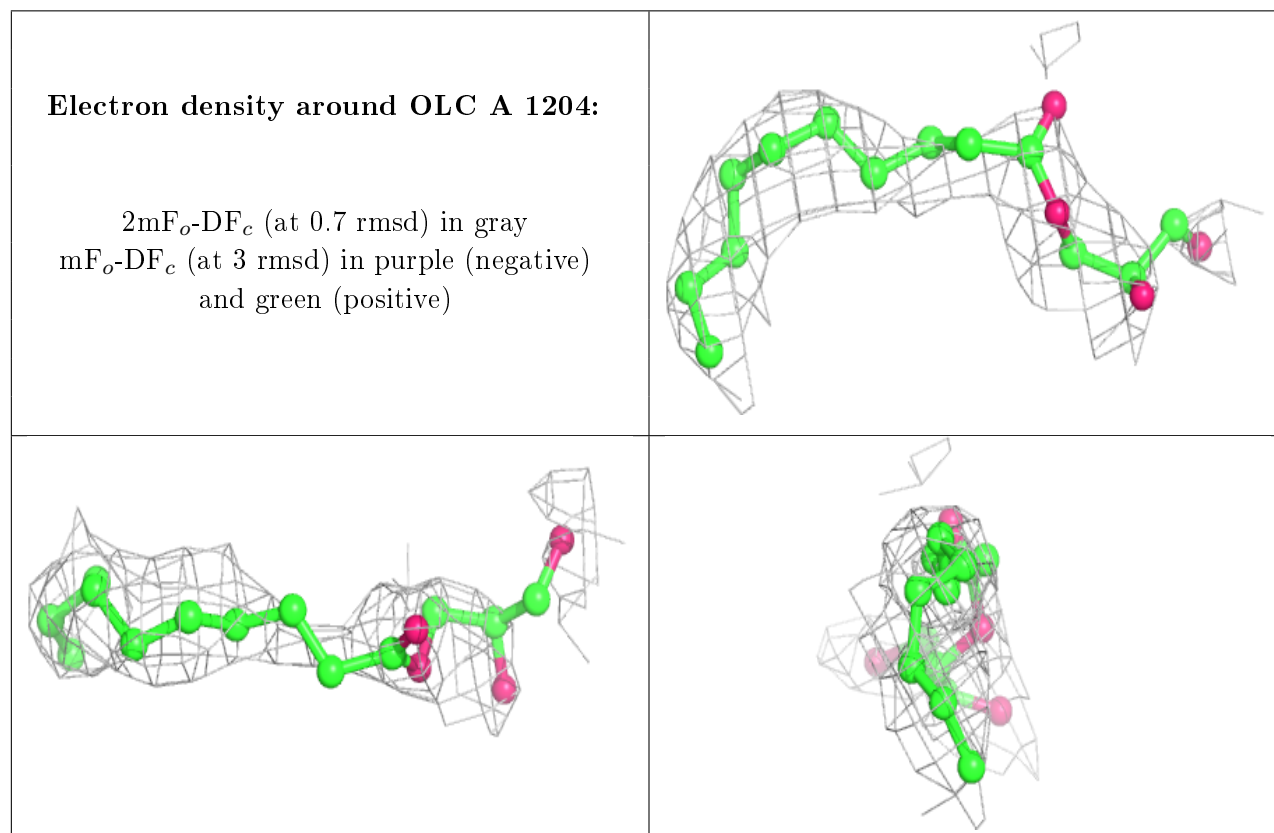 Electron density around OLC A 1204:
2mFₒ-DF𝒸 (at 0.7 rmsd) in gray
mFₒ-DF𝒸 (at 3 rmsd) in purple (negative)
and green (positive)